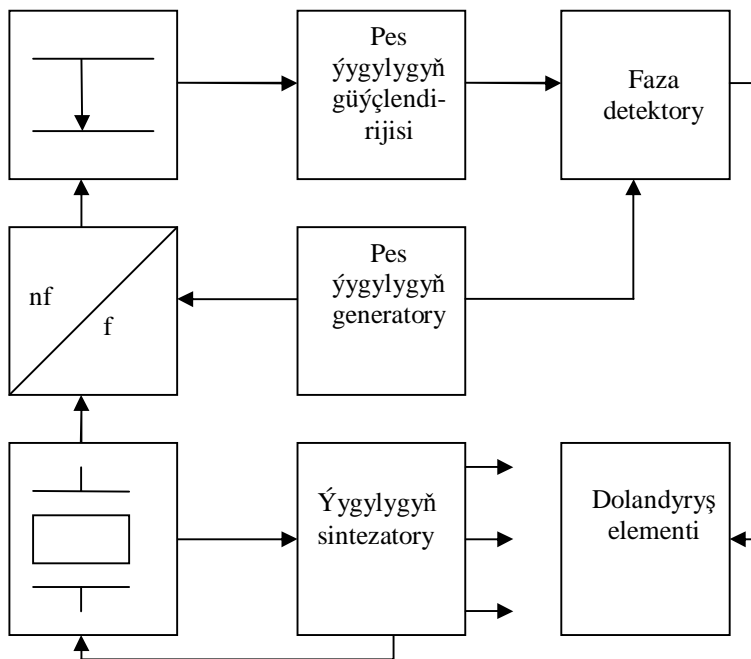 Pes
ýygylygyň
güýçlendi-
rijisi
Faza
detektory
nf
f
Pes
ýygylygyň
generatory
Ýygylygyň
sintezatory
Dolandyryş
elementi